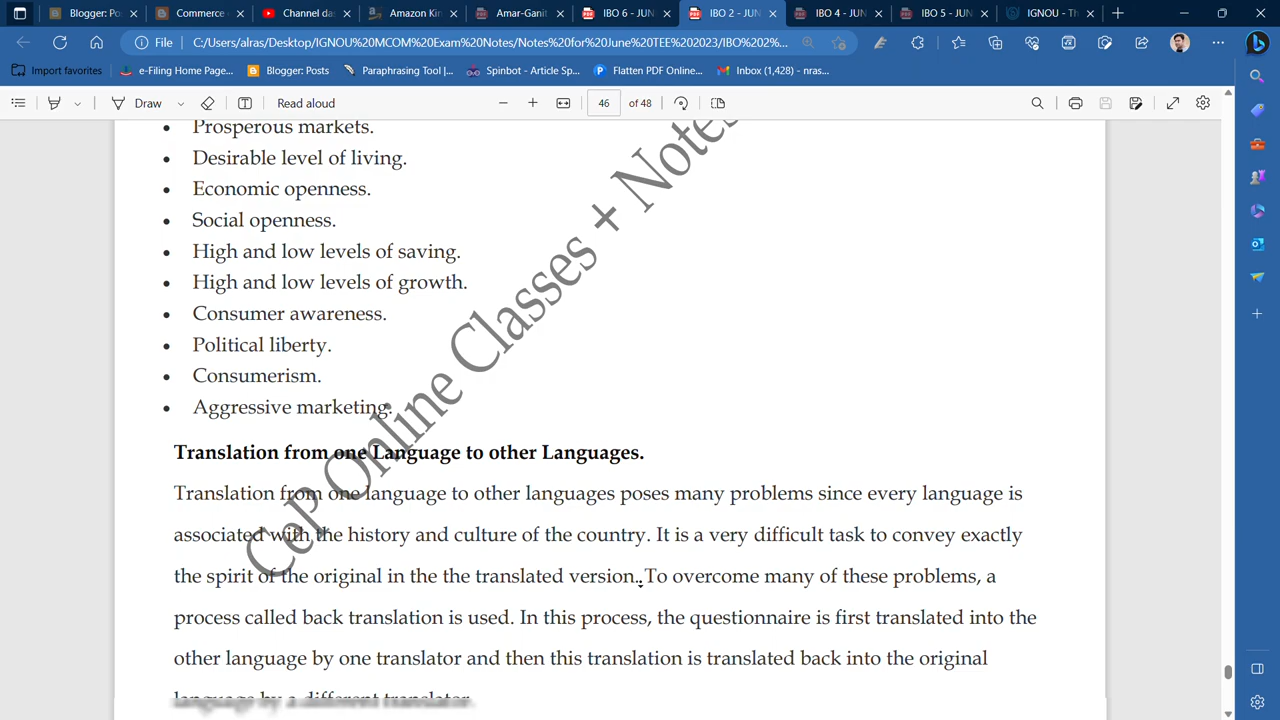 Blogger: Po
Commerce
Channel das
Amazon Kin
Amar-Ganit
IBO 6 - JUN
IBO 2 - JUN
IBO 4 - JUN
IBO 5 - JUN
IGNOU - Th
File
C:/Users/alras/Desktop/IGNOU%20MCOM%20Exam%20Notes/Notes%20for%20June%20TEE%202023/IBO%202%...
Import favorites
e-Filing Home Page...
Blogger: Posts
Paraphrasing Tool |...
Spinbot - Article Sp...
Flatten PDF Online...
Inbox (1,428) - nras...
Draw
Read aloud
46
of 48
• Prosperous markets.
• Desirable level of living.
• Economic openness.
• Social openness.
• High and low levels of saving.
• High and low levels of growth.
• Consumer awareness.
• Political liberty.
• Consumerism.
• Aggressive marketing.
CeP Online Classes + Notes
Translation from one Language to other Languages.
Translation from one language to other languages poses many problems since every language is
associated with the history and culture of the country. It is a very difficult task to convey exactly
the spirit of the original in the the translated version. To overcome many of these problems, a
process called back translation is used. In this process, the questionnaire is first translated into the
other language by one translator and then this translation is translated back into the original
language by a different translator.